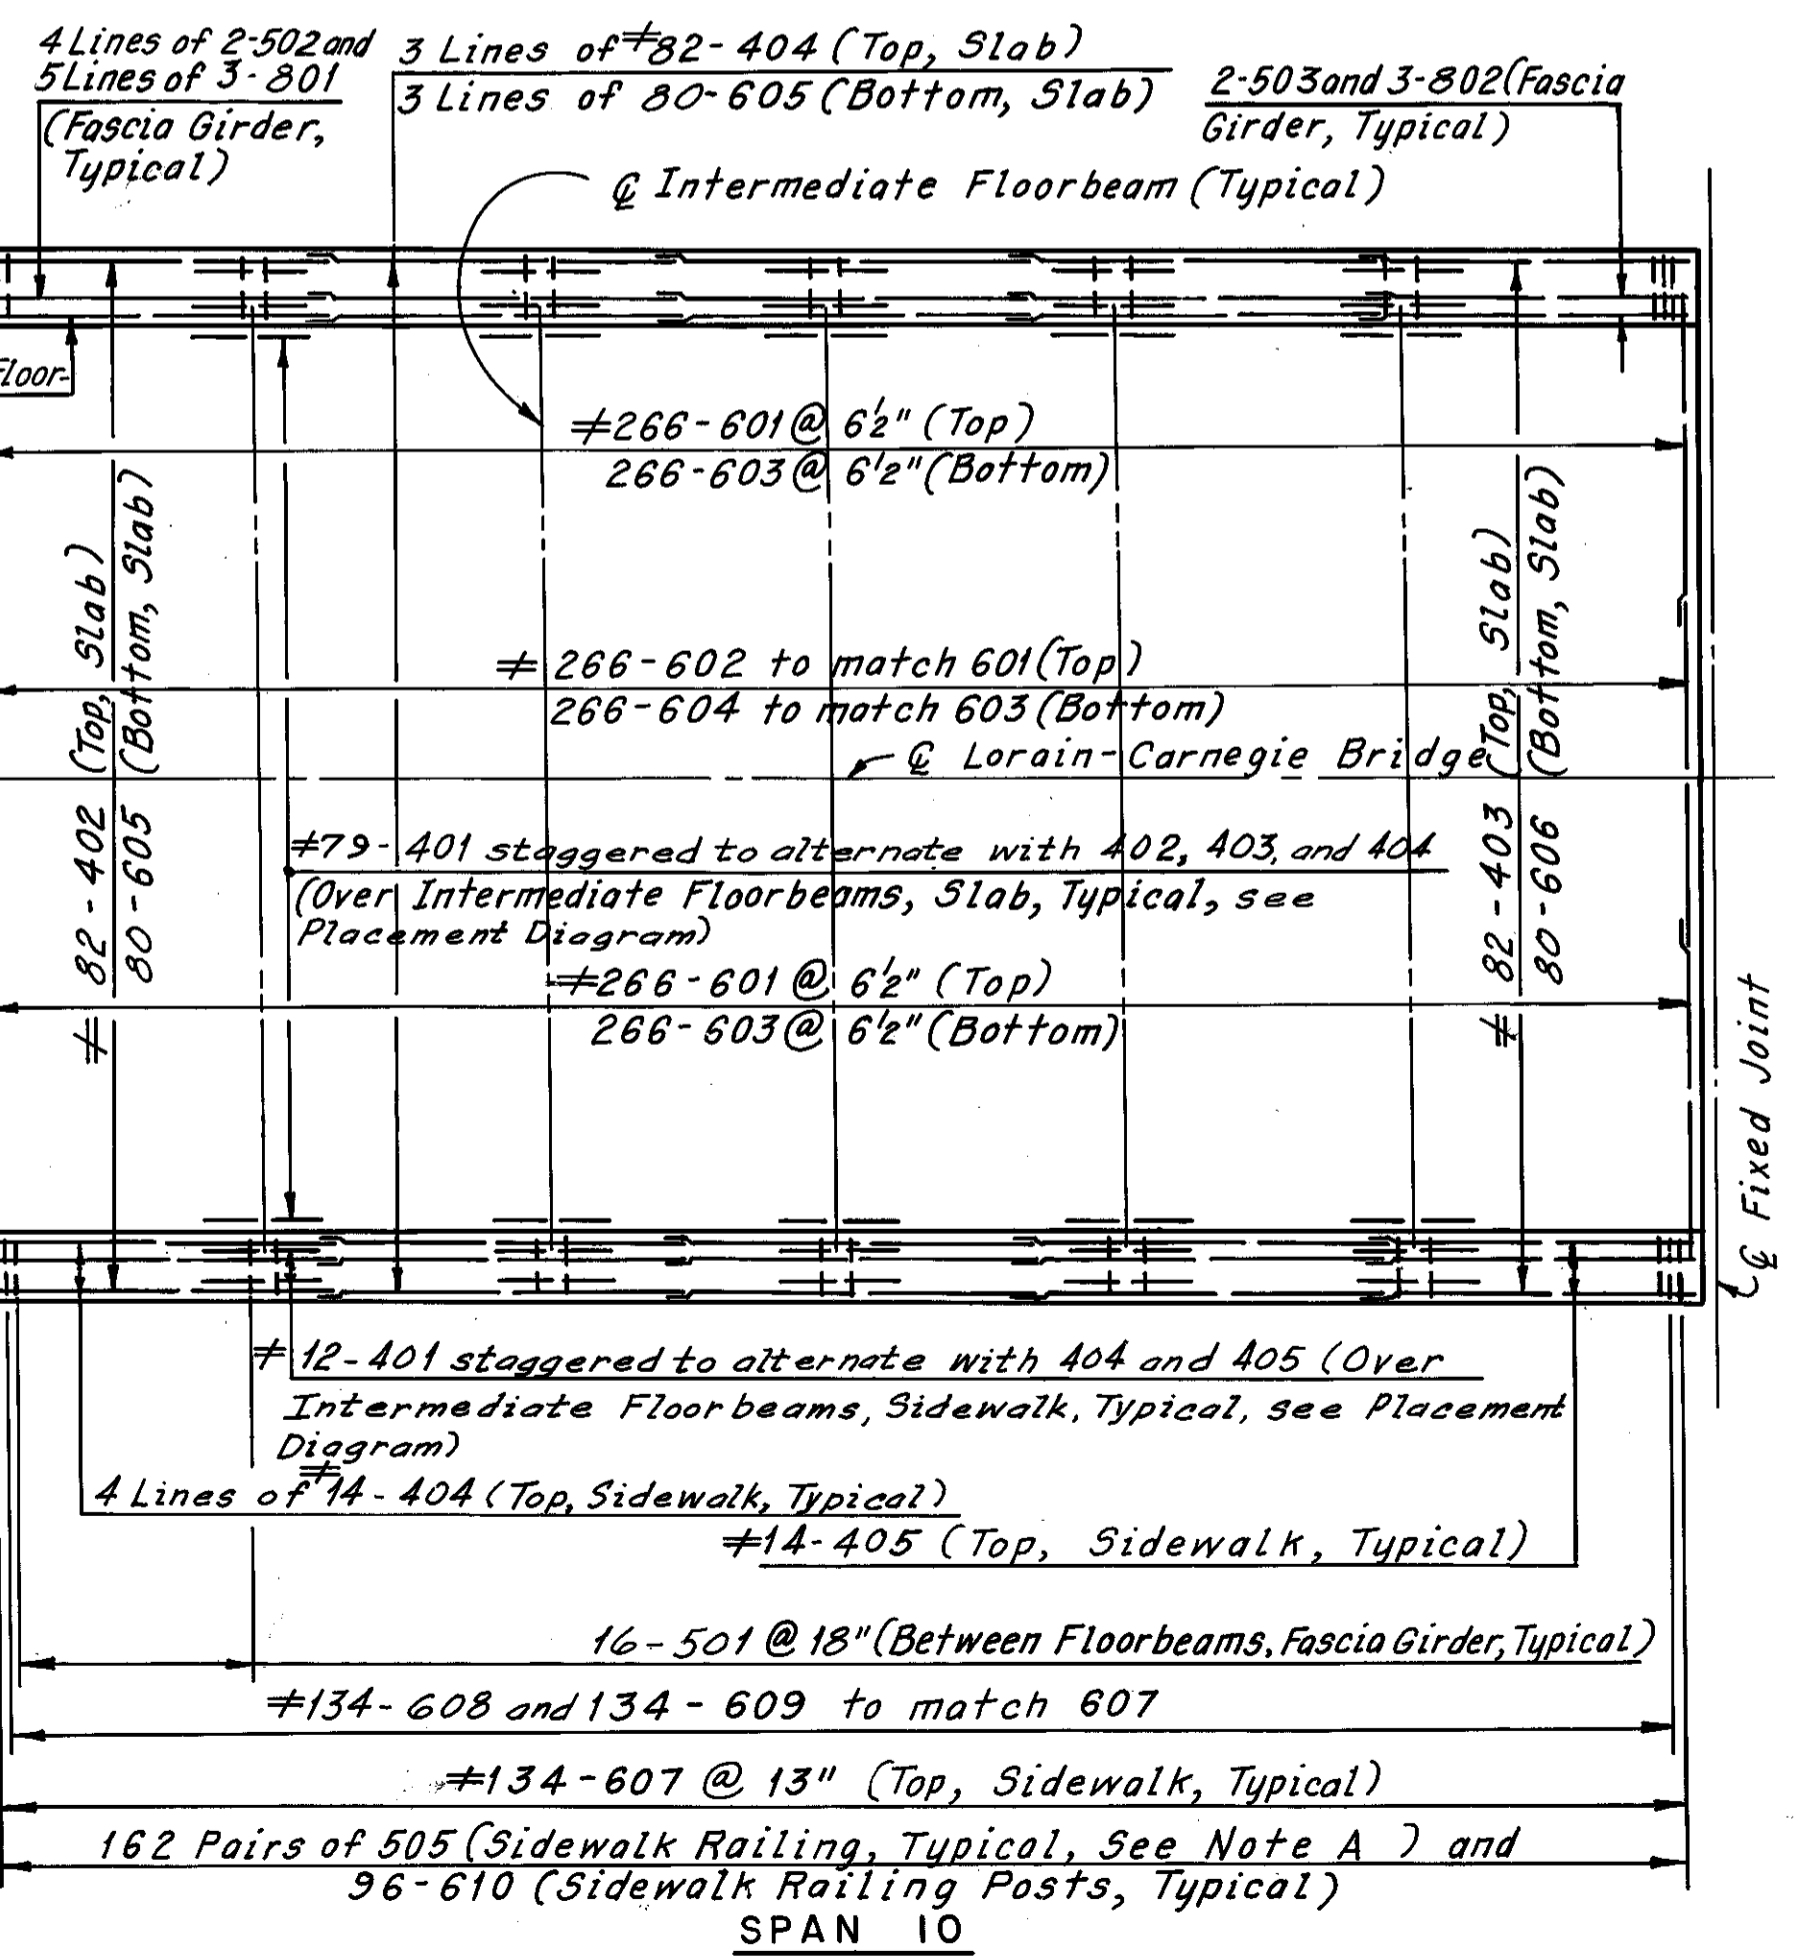 4 Lines of 2-502 and
5 Lines of 3-801
(Fascia Girder,
Typical)
3 Lines of ≠82-404 (Top, Slab)
3 Lines of 80-605 (Bottom, Slab)
2-503 and 3-802 (Fascia
Girder, Typical)
℄ Intermediate Floorbeam (Typical)
Floor-
≠266-601 @ 6½" (Top)
266-603 @ 6½" (Bottom)
≠ 82-402 (Top, Slab)
80-605 (Bottom, Slab)
≠ 266-602 to match 601 (Top)
266-604 to match 603 (Bottom)
℄ Lorain-Carnegie Bridge
≠ 82-403 (Top, Slab)
80-606 (Bottom, Slab)
≠79-401 staggered to alternate with 402, 403, and 404
(Over Intermediate Floorbeams, Slab, Typical, see
Placement Diagram)
≠266-601 @ 6½" (Top)
266-603 @ 6½" (Bottom)
℄ Fixed Joint
≠ 12-401 staggered to alternate with 404 and 405 (Over
Intermediate Floorbeams, Sidewalk, Typical, see Placement
Diagram)
4 Lines of ≠14-404 (Top, Sidewalk, Typical)
≠14-405 (Top, Sidewalk, Typical)
16-501 @ 18" (Between Floorbeams, Fascia Girder, Typical)
≠134-608 and 134-609 to match 607
≠134-607 @ 13" (Top, Sidewalk, Typical)
162 Pairs of 505 (Sidewalk Railing, Typical, See Note A ) and
96-610 (Sidewalk Railing Posts, Typical)
SPAN 10